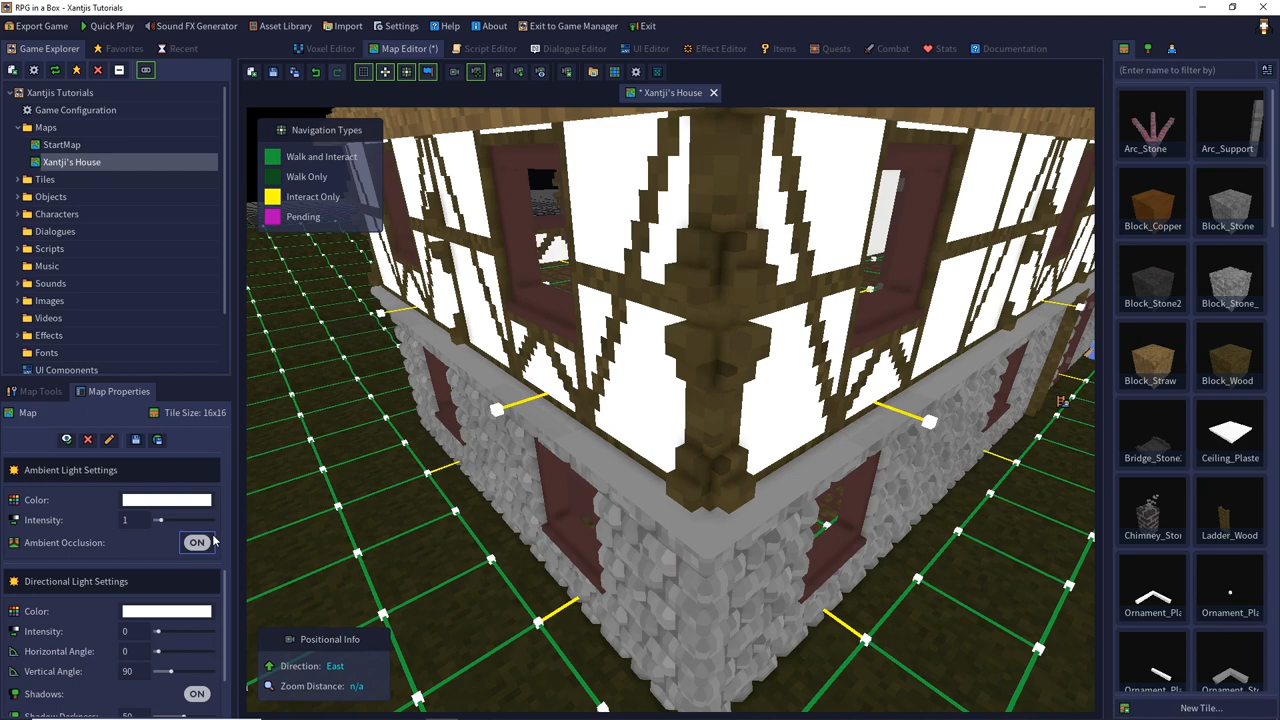 RPG in a Box - Xantjis Tutorials
Export Game Quick Play Sound FX Generator Asset Library Import Settings Help About Exit to Game Manager Exit
Game Explorer Favorites Recent
Voxel Editor Map Editor (*) Script Editor Dialogue Editor UI Editor Effect Editor Items Quests Combat Stats Documentation
* Xantji's House
(Enter name to filter by)
Xantjis Tutorials
Game Configuration
Maps
StartMap
Xantji's House
Tiles
Objects
Characters
Dialogues
Scripts
Music
Sounds
Images
Videos
Effects
Fonts
UI Components
Map Tools Map Properties
Map Tile Size: 16x16
Ambient Light Settings
Color:
Intensity: 1
Ambient Occlusion: ON
Directional Light Settings
Color:
Intensity: 0
Horizontal Angle: 0
Vertical Angle: 90
Shadows: ON
Shadow Darkness: 50
Navigation Types
Walk and Interact
Walk Only
Interact Only
Pending
Positional Info
Direction: East
Zoom Distance: n/a
Arc_Stone Arc_Support
Block_Copper Block_Stone
Block_Stone2 Block_Stone_
Block_Straw Block_Wood
Bridge_Stone Ceiling_Plaste
Chimney_Stor Ladder_Wood
Ornament_Pla Ornament_Pla
Ornament_Pla Ornament_Sto
New Tile...